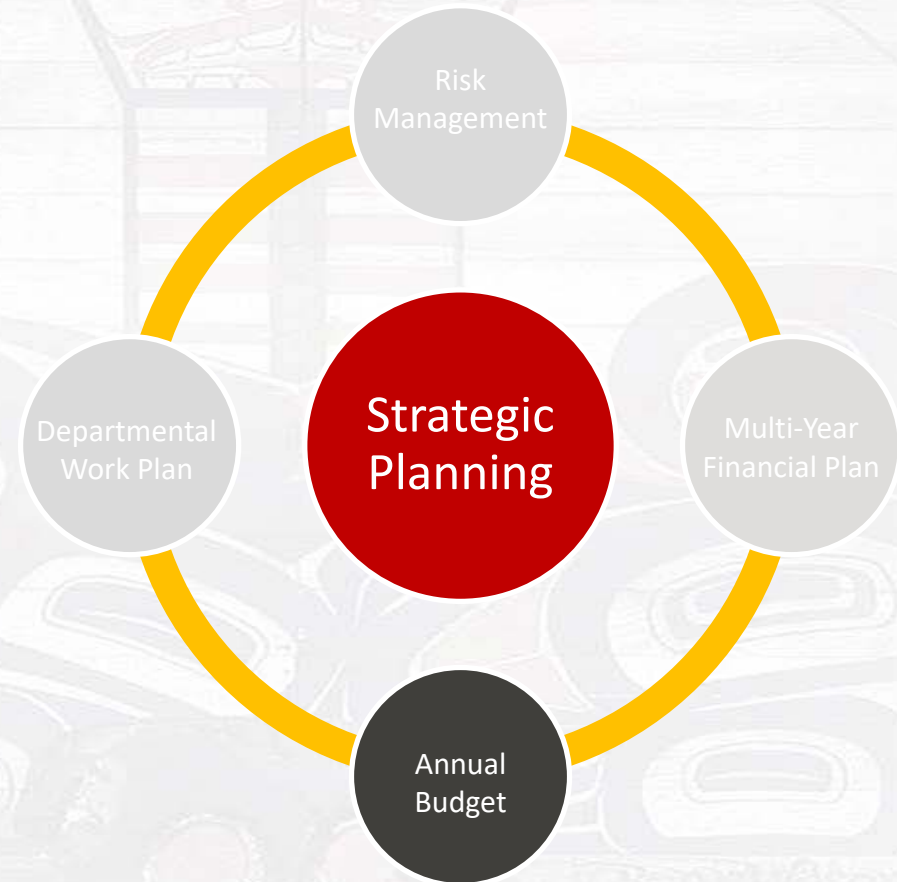 Risk
Management
Strategic
Planning
Departmental
Work Plan
Multi-Year
Financial Plan
Annual
Budget